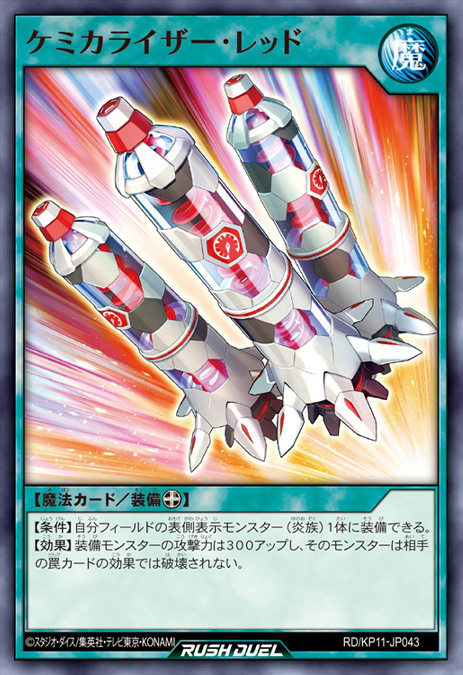 ケミカライザー・レッド
ま
魔
【魔法カード／装備】
【条件】自分フィールドの表側表示モンスター（炎族）1体に装備できる。
【効果】装備モンスターの攻撃力は300アップし、そのモンスターは相手
の罠カードの効果では破壊されない。
©スタジオ・ダイス/集英社・テレビ東京・KONAMI
RUSH DUEL
RD/KP11-JP043